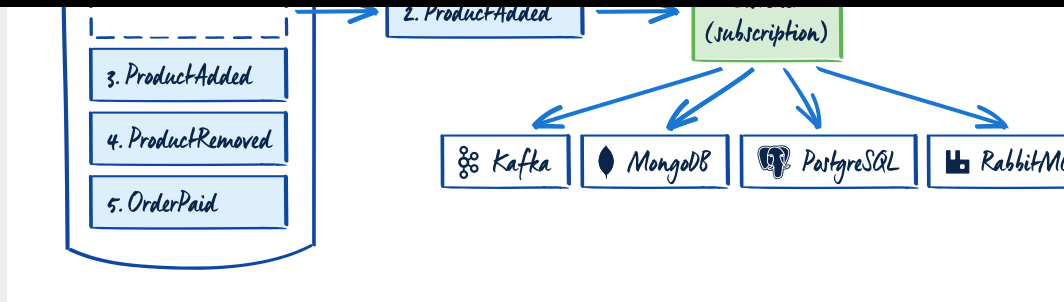 2. ProductAdded
(subscription)
3. ProductAdded
4. ProductRemoved
5. OrderPaid
Kafka
MongoDB
PostgreSQL